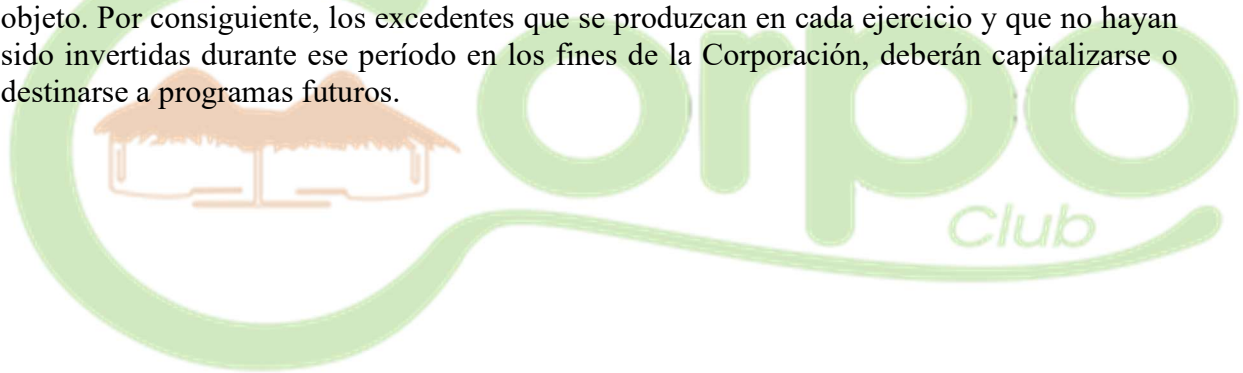 objeto. Por consiguiente, los excedentes que se produzcan en cada ejercicio y que no hayan
sido invertidas durante ese período en los fines de la Corporación, deberán capitalizarse o
destinarse a programas futuros.
Corpo
Club